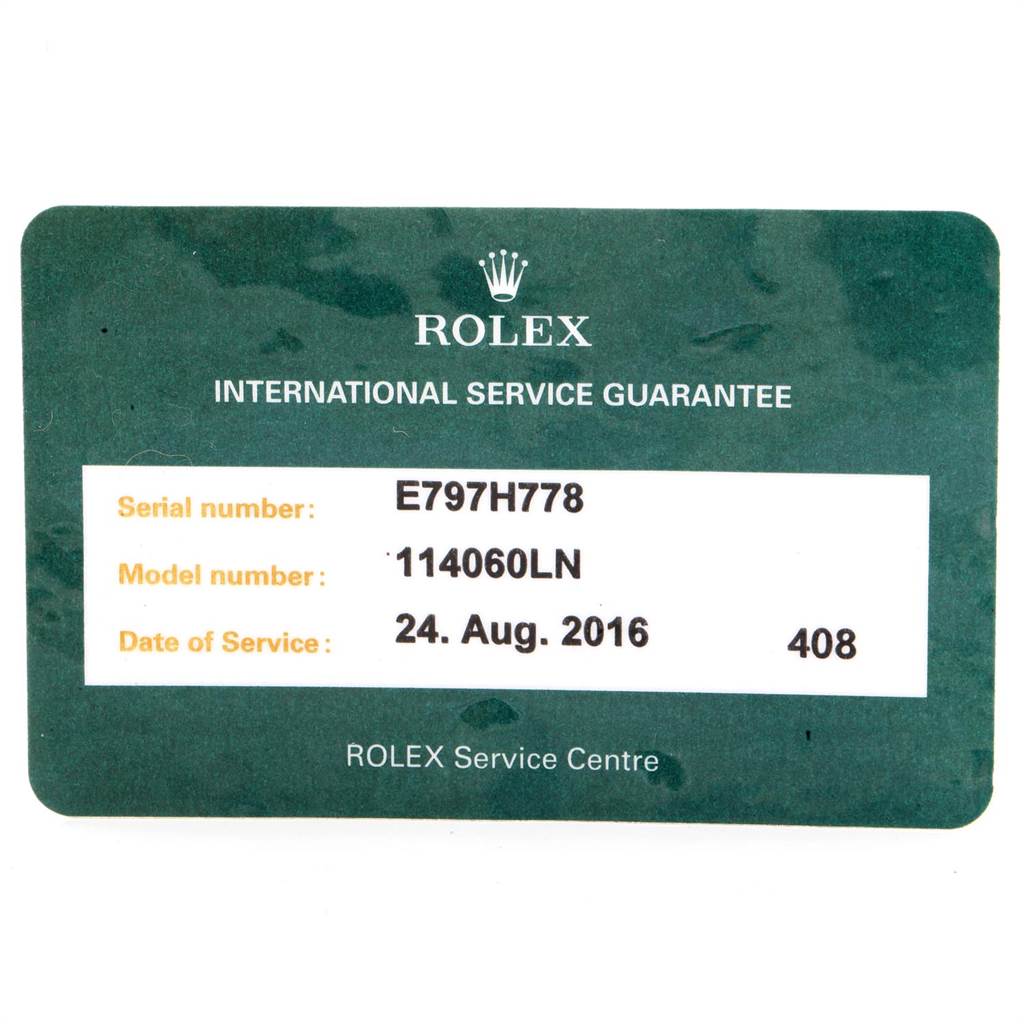 ROLEX
INTERNATIONAL SERVICE GUARANTEE
Serial number: E797H778
Model number: 114060LN
Date of Service: 24. Aug. 2016 408
ROLEX Service Centre